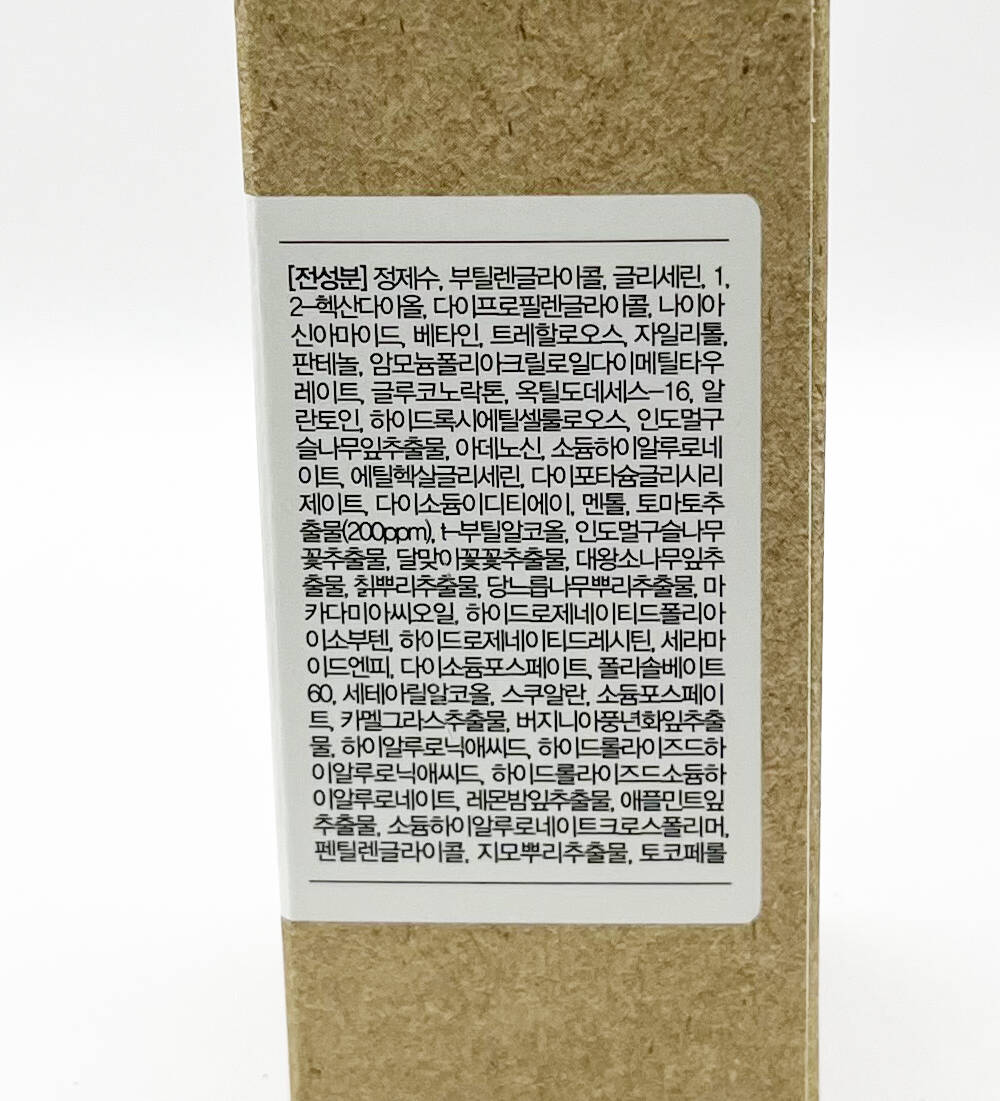 [전성분] 정제수, 부틸렌글라이콜, 글리세린, 1,
2-헥산다이올, 다이프로필렌글라이콜, 나이아
신아마이드, 베타인, 트레할로오스, 자일리톨,
판테놀, 암모늄폴리아크릴로일다이메틸타우
레이트, 글루코노락톤, 옥틸도데세스-16, 알
란토인, 하이드록시에틸셀룰로오스, 인도멀구
슬나무잎추출물, 아데노신, 소듐하이알루로네
이트, 에틸헥실글리세린, 다이포타슘글리시리
제이트, 다이소듐이디티에이, 멘톨, 토마토추
출물(200ppm), t-부틸알코올, 인도멀구슬나무
꽃추출물, 달맞이꽃꽃추출물, 대왕소나무잎추
출물, 칡뿌리추출물, 당느릅나무뿌리추출물, 마
카다미아씨오일, 하이드로제네이티드폴리아
이소부텐, 하이드로제네이티드레시틴, 세라마
이드엔피, 다이소듐포스페이트, 폴리솔베이트
60, 세테아릴알코올, 스쿠알란, 소듐포스페이
트, 카멜그라스추출물, 버지니아풍년화잎추출
물, 하이알루로닉애씨드, 하이드롤라이즈드하
이알루로닉애씨드, 하이드롤라이즈드소듐하
이알루로네이트, 레몬밤잎추출물, 애플민트잎
추출물, 소듐하이알루로네이트크로스폴리머,
펜틸렌글라이콜, 지모뿌리추출물, 토코페롤